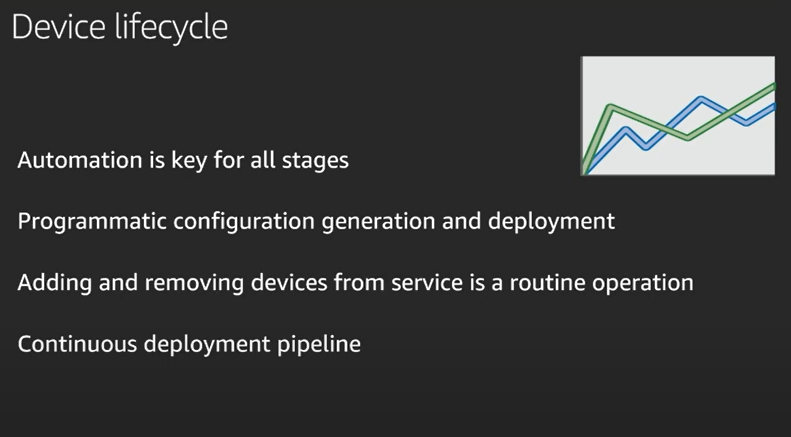 Device lifecycle
Automation is key for all stages
Programmatic configuration generation and deployment
Adding and removing devices from service is a routine operation
Continuous deployment pipeline